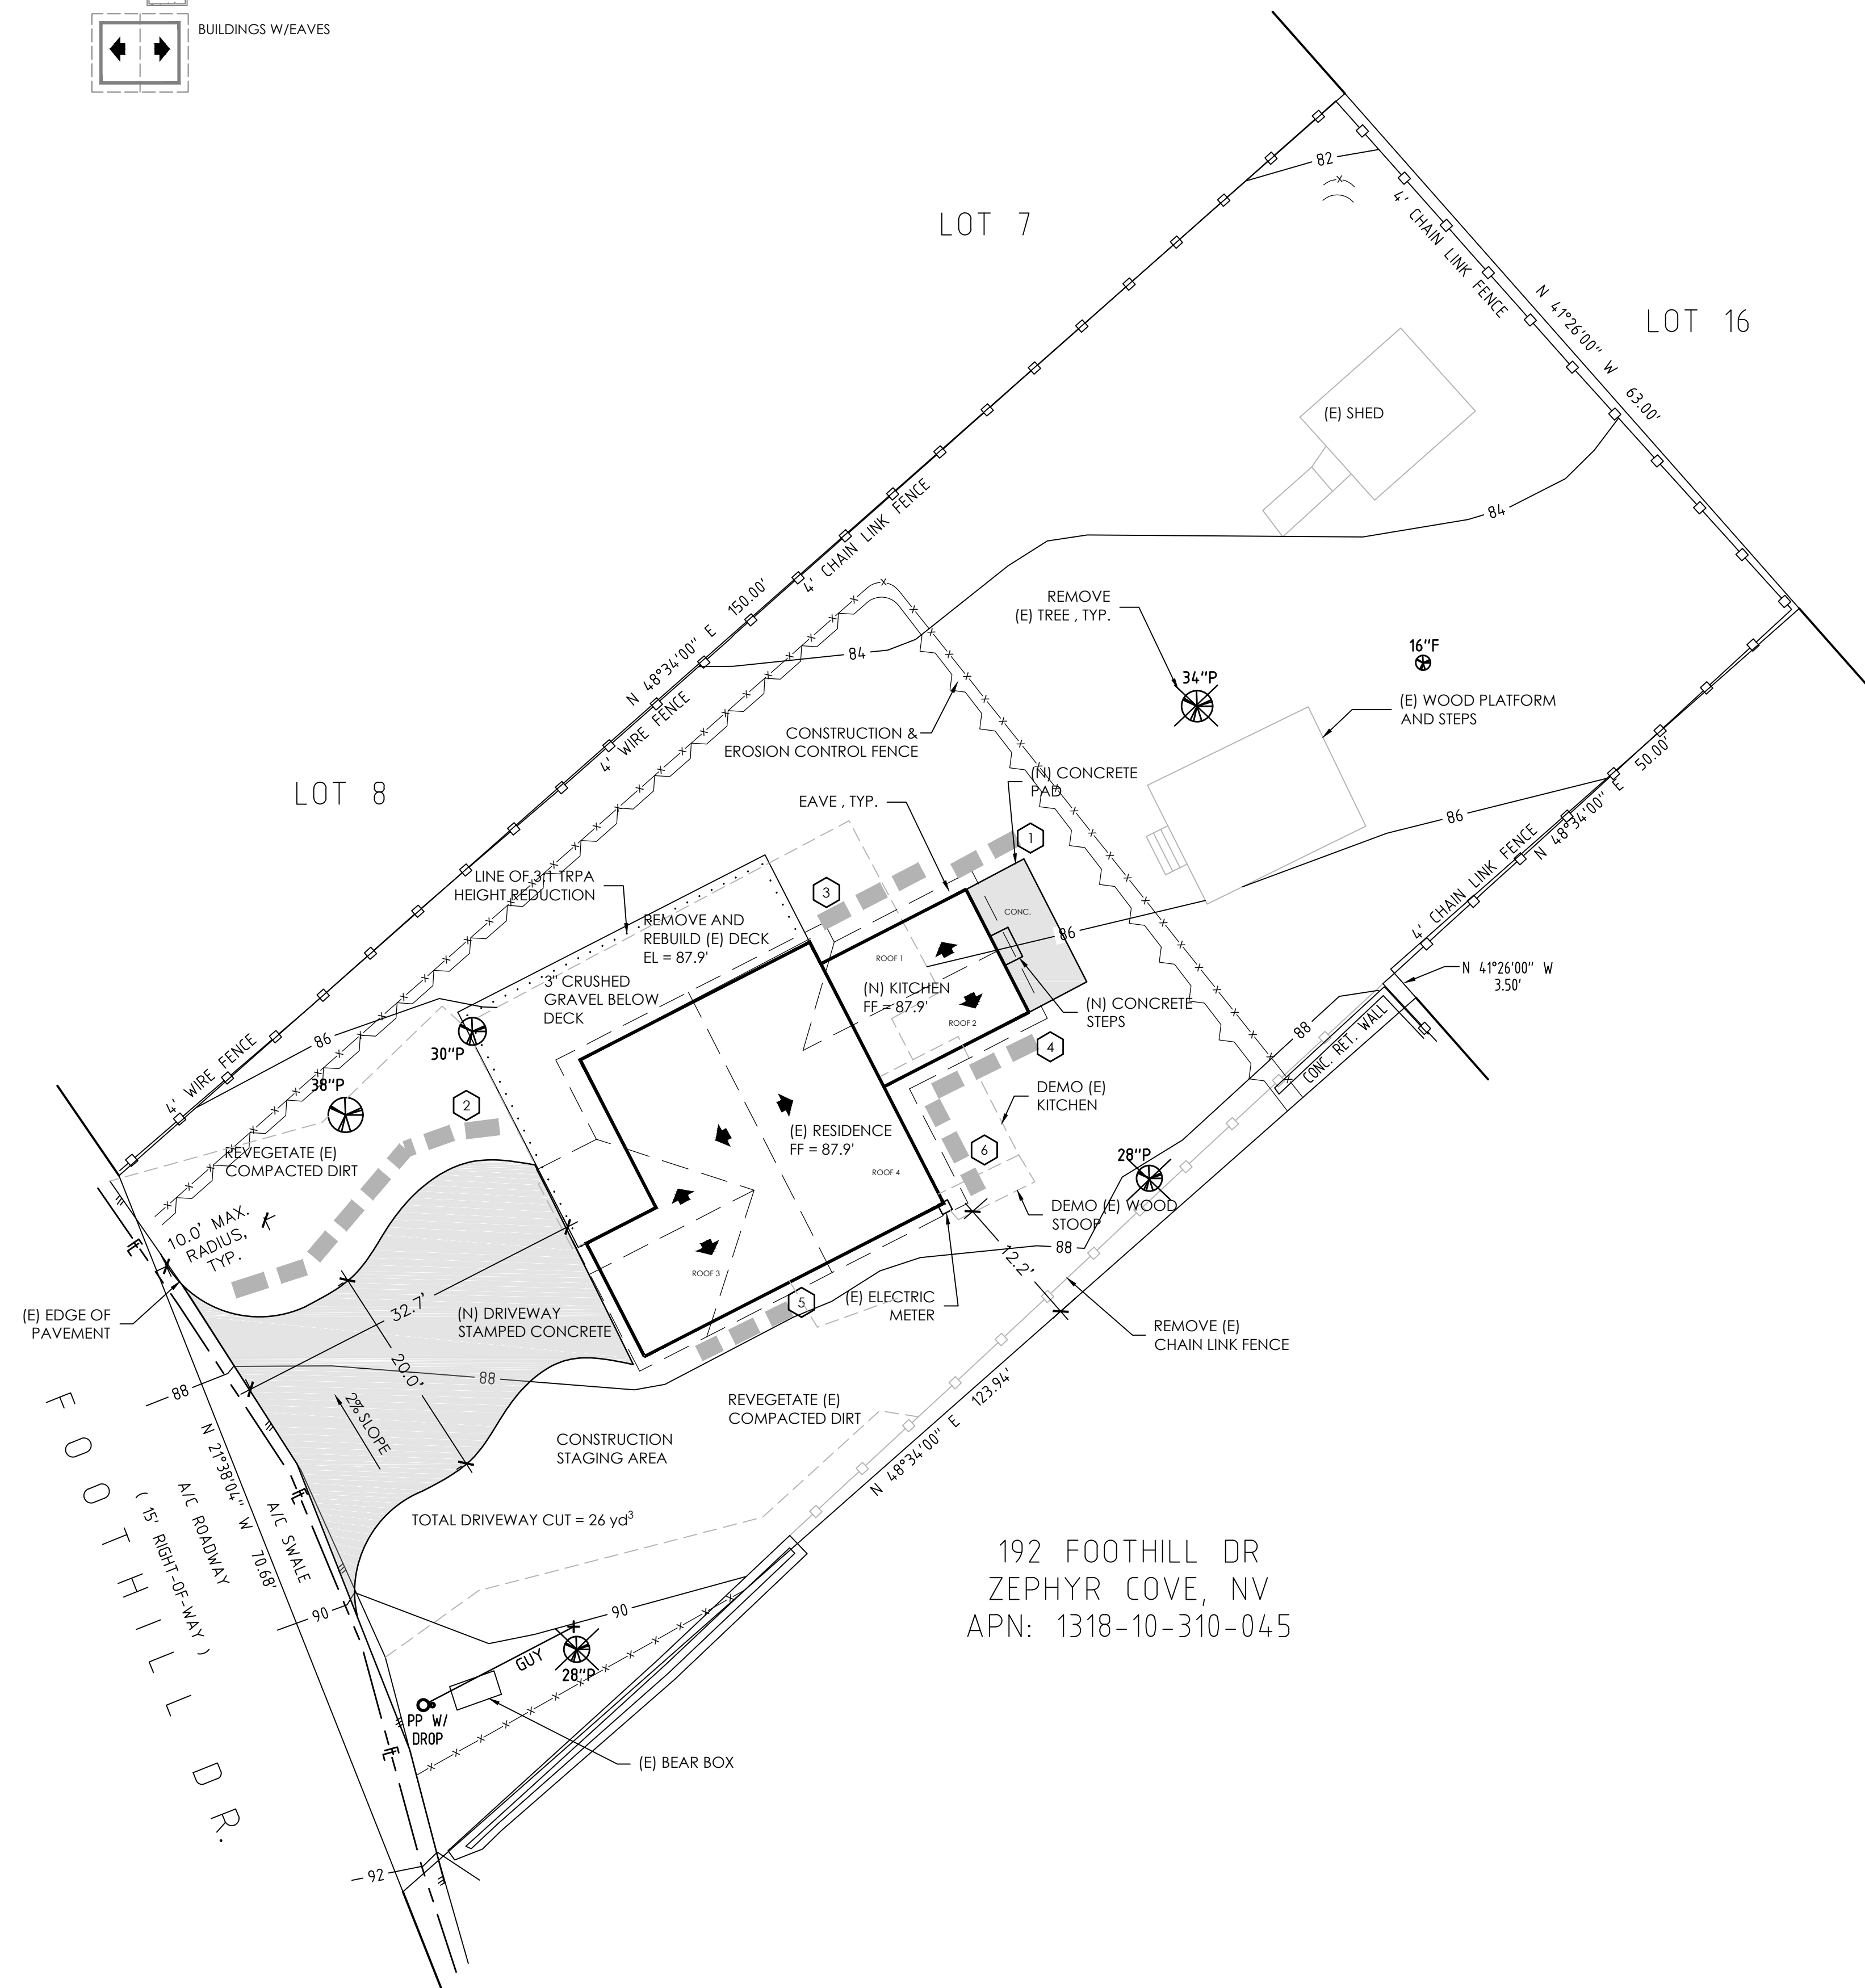 BUILDINGS W/EAVES
82
LOT 7
4' CHAIN LINK FENCE
N 41°26'00" W 63.00'
LOT 16
(E) SHED
4' CHAIN LINK FENCE
84
N 48°34'00" E 150.00'
REMOVE
(E) TREE , TYP.
84
16"F
34"P
4' WIRE FENCE
(E) WOOD PLATFORM
AND STEPS
CONSTRUCTION &
EROSION CONTROL FENCE
N 48°34'00" E 50.00'
(N) CONCRETE
PAD
LOT 8
EAVE , TYP.
86
1
4' CHAIN LINK FENCE
LINE OF 3:1 TRPA
HEIGHT REDUCTION
3
REMOVE AND
REBUILD (E) DECK
EL = 87.9'
CONC.
86
ROOF 1
N 41°26'00" W
3.50'
3" CRUSHED
GRAVEL BELOW
DECK
(N) KITCHEN
FF = 87.9'
(N) CONCRETE
STEPS
ROOF 2
88
CONC. RET. WALL
86
30"P
4' WIRE FENCE
38"P
4
DEMO (E)
KITCHEN
2
(E) RESIDENCE
FF = 87.9'
6
28"P
REVEGETATE (E)
COMPACTED DIRT
ROOF 4
DEMO (E) WOOD
STOOP
10.0' MAX.
RADIUS,
TYP.
88
12.2'
ROOF 3
(E) EDGE OF
PAVEMENT
32.7'
(N) DRIVEWAY
STAMPED CONCRETE
5
(E) ELECTRIC
METER
REMOVE (E)
CHAIN LINK FENCE
20.0'
88
88
2% SLOPE
REVEGETATE (E)
COMPACTED DIRT
N 48°34'00" E 123.94'
CONSTRUCTION
STAGING AREA
N 21°38'04" W 70.68'
A/C SWALE
A/C ROADWAY
( 15' RIGHT-OF-WAY )
FOOTHILL DR.
TOTAL DRIVEWAY CUT = 26 yd³
192 FOOTHILL DR
ZEPHYR COVE, NV
APN: 1318-10-310-045
90
90
GUY
28"P
PP W/
DROP
(E) BEAR BOX
92